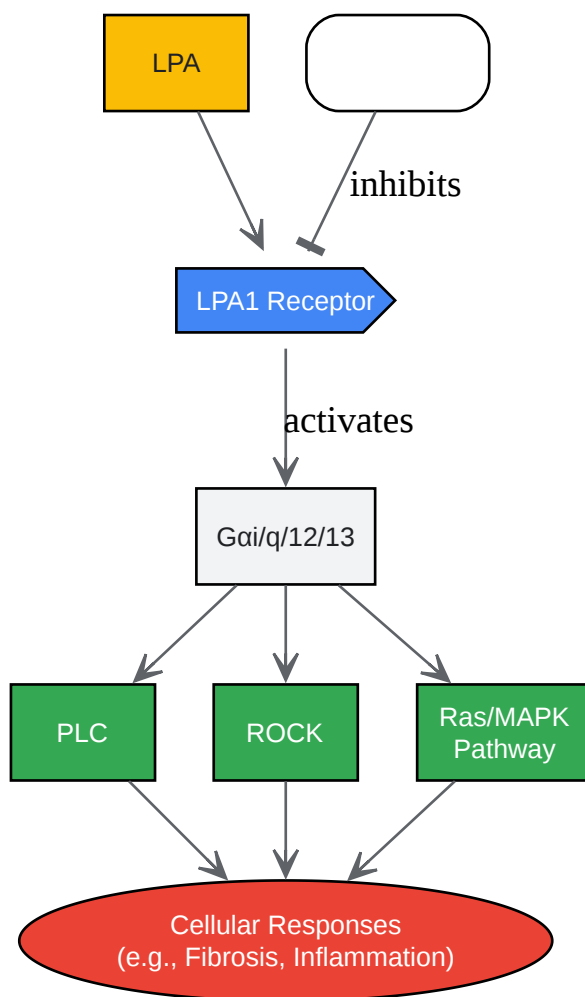 LPA
inhibits
LPA1 Receptor
activates
Gαi/q/12/13
PLC
ROCK
Ras/MAPK
Pathway
Cellular Responses
(e.g., Fibrosis, Inflammation)